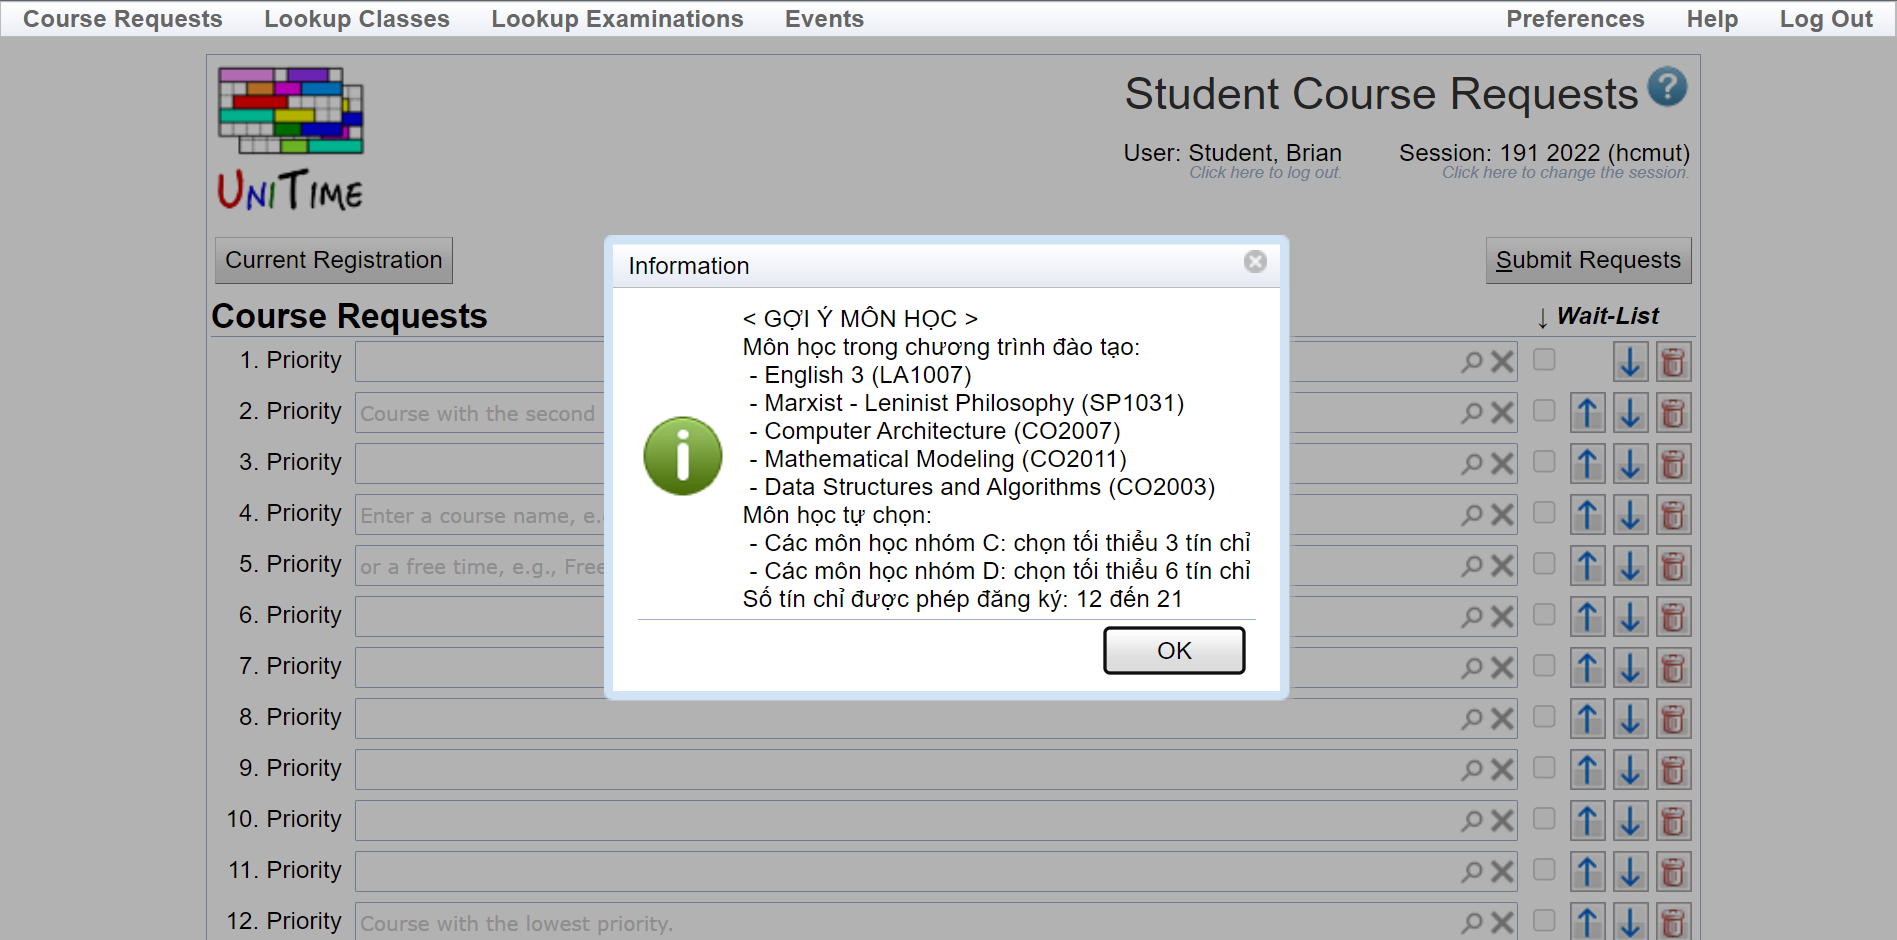 Course Requests Lookup Classes Lookup Examinations Events Preferences Help Log Out
UNITIME
Student Course Requests ?
User: Student, Brian Session: 191 2022 (hcmut)
Click here to log out. Click here to change the session.
Current Registration Submit Requests
Course Requests ↓ Wait-List
Information
< GỢI Ý MÔN HỌC >
Môn học trong chương trình đào tạo:
- English 3 (LA1007)
- Marxist - Leninist Philosophy (SP1031)
- Computer Architecture (CO2007)
- Mathematical Modeling (CO2011)
- Data Structures and Algorithms (CO2003)
Môn học tự chọn:
- Các môn học nhóm C: chọn tối thiểu 3 tín chỉ
- Các môn học nhóm D: chọn tối thiểu 6 tín chỉ
Số tín chỉ được phép đăng ký: 12 đến 21
OK
1. Priority
2. Priority Course with the second
3. Priority
4. Priority Enter a course name, e.
5. Priority or a free time, e.g., Free
6. Priority
7. Priority
8. Priority
9. Priority
10. Priority
11. Priority
12. Priority Course with the lowest priority.